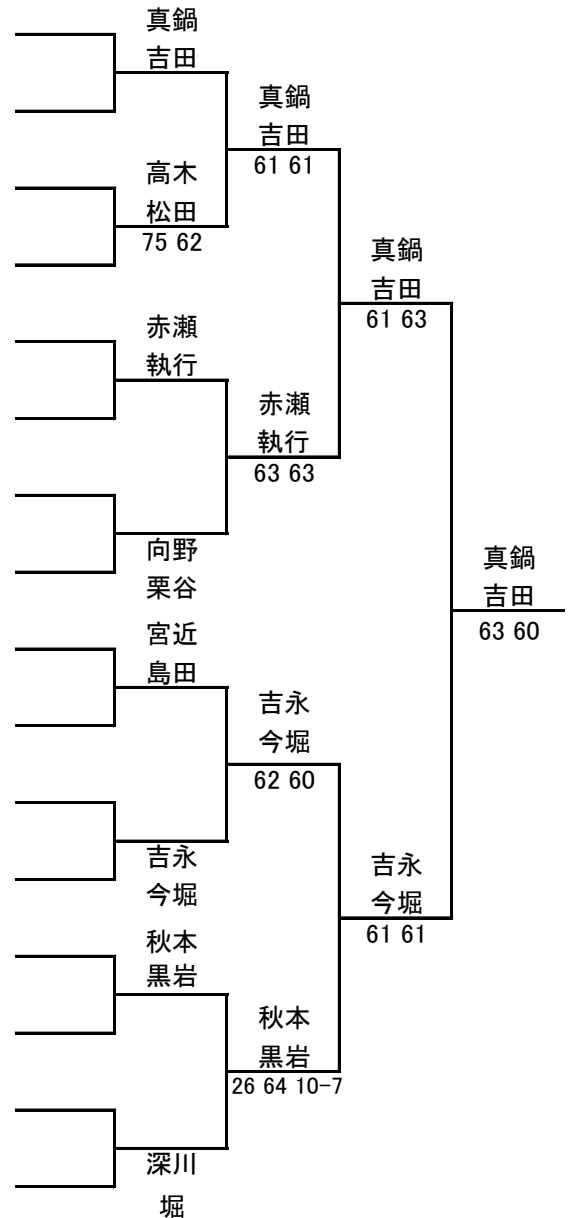 真鍋
吉田
真鍋
吉田
61 61
高木
松田
75 62
真鍋
吉田
61 63
赤瀬
執行
赤瀬
執行
63 63
向野
栗谷
真鍋
吉田
63 60
宮近
島田
吉永
今堀
62 60
吉永
今堀
吉永
今堀
61 61
秋本
黒岩
秋本
黒岩
26 64 10-7
深川
堀